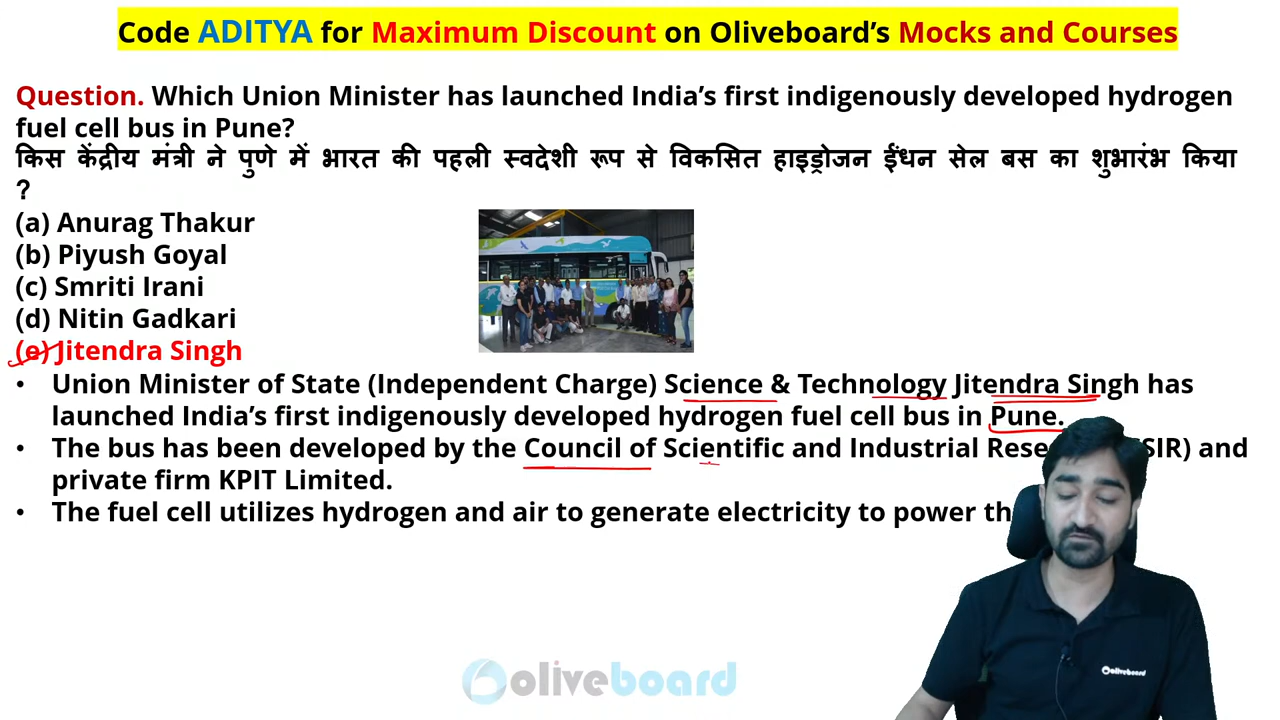 Code ADITYA for Maximum Discount on Oliveboard’s Mocks and Courses
Question. Which Union Minister has launched India’s first indigenously developed hydrogen
fuel cell bus in Pune?
किस केंद्रीय मंत्री ने पुणे में भारत की पहली स्वदेशी रूप से विकसित हाइड्रोजन ईंधन सेल बस का शुभारंभ किया
?
(a) Anurag Thakur
(b) Piyush Goyal
(c) Smriti Irani
(d) Nitin Gadkari
(e) Jitendra Singh
• Union Minister of State (Independent Charge) Science & Technology Jitendra Singh has
launched India’s first indigenously developed hydrogen fuel cell bus in Pune.
• The bus has been developed by the Council of Scientific and Industrial and
private firm KPIT Limited.
• The fuel cell utilizes hydrogen and air to generate electricity to power
oliveboard
oliveboard